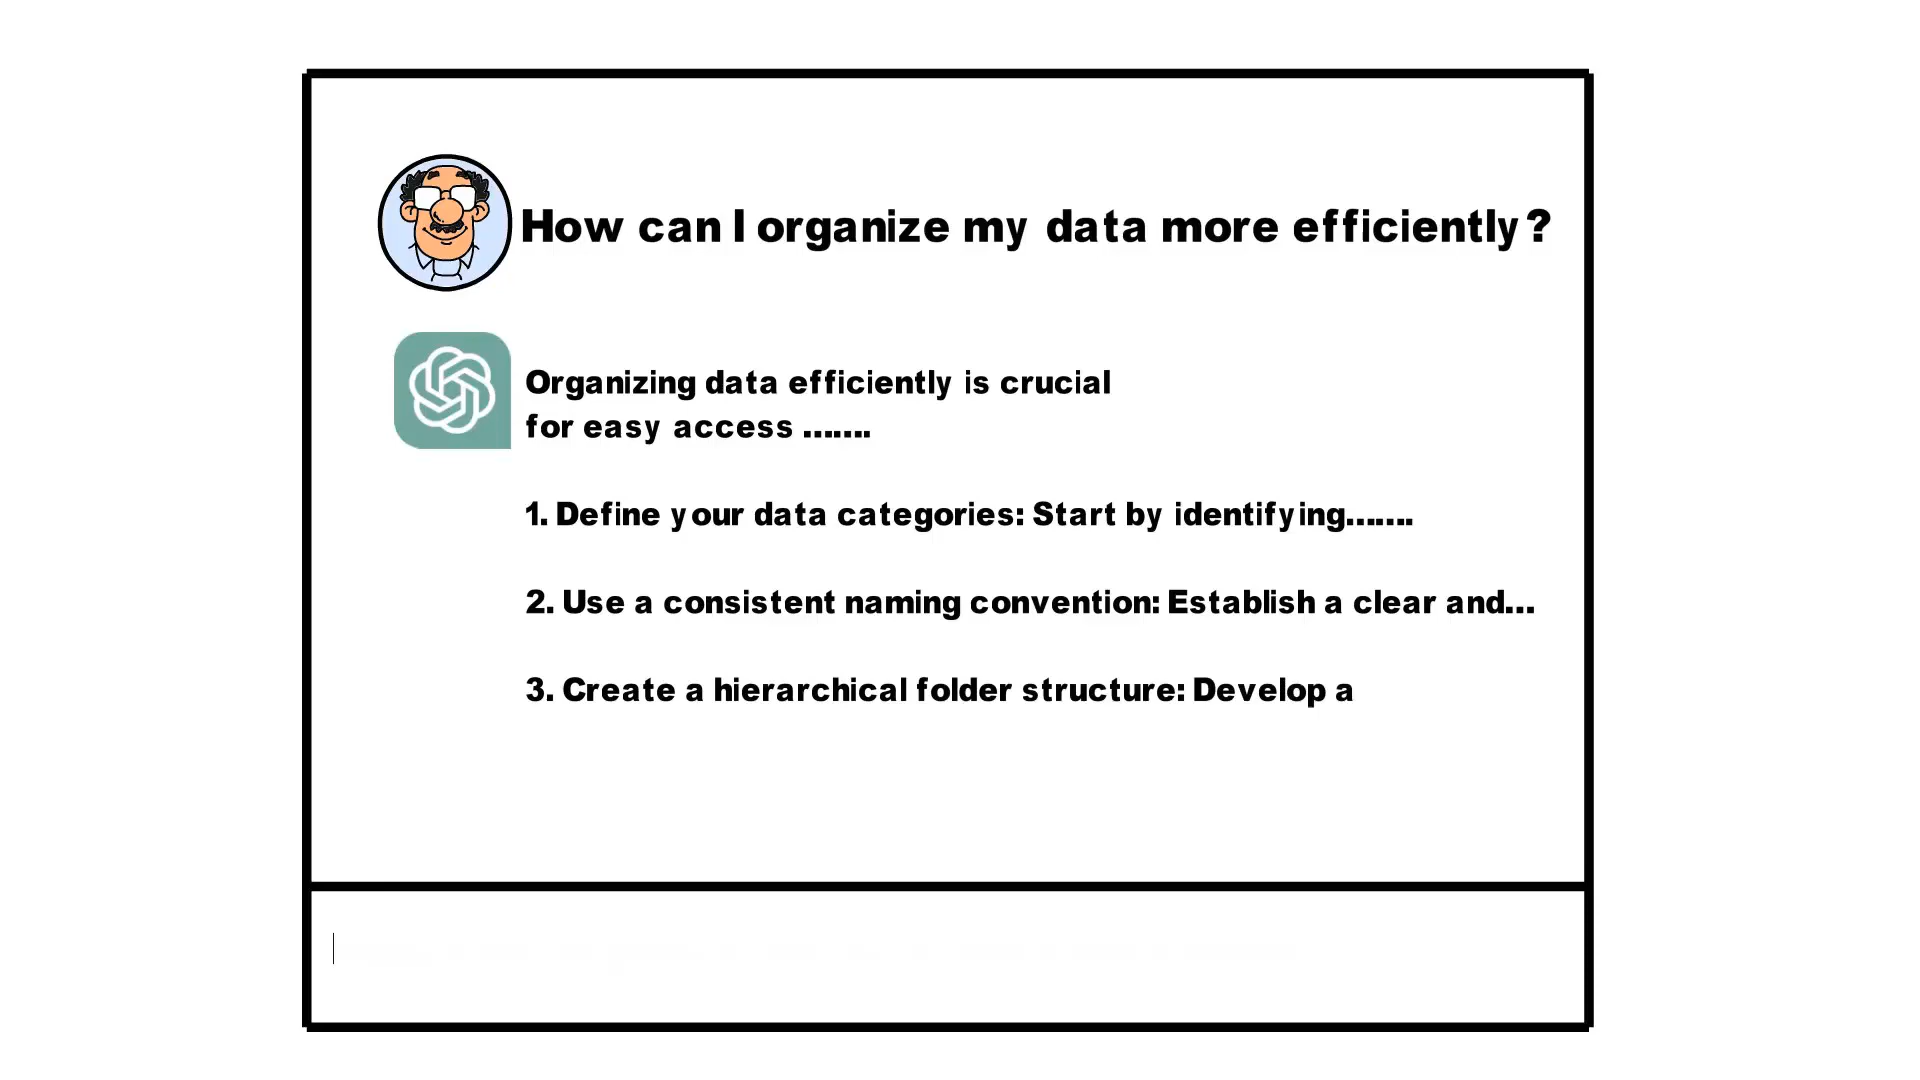 How can I organize my data more efficiently?
Organizing data efficiently is crucial
for easy access .......
1. Define your data categories: Start by identifying.......
2. Use a consistent naming convention: Establish a clear and...
3. Create a hierarchical folder structure: Develop a